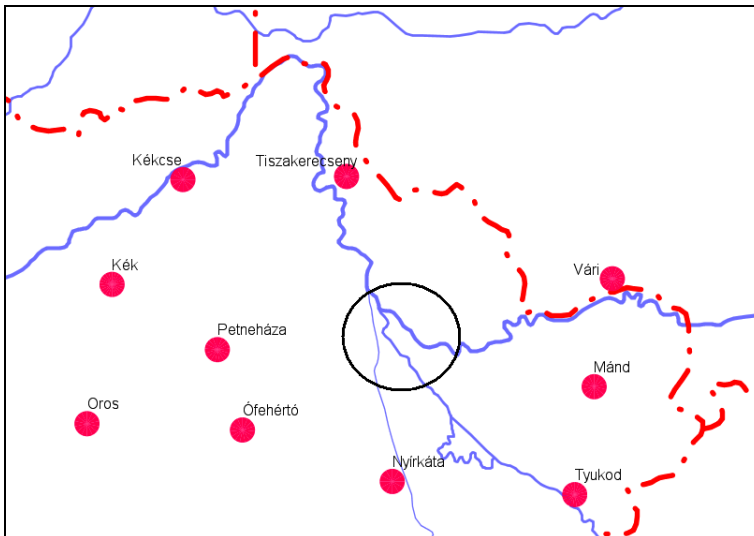 Kékcse
Tiszakerecseny
Kék
Vári
Petneháza
Mánd
Oros
Ófehértó
Nyírkáta
Tyukod